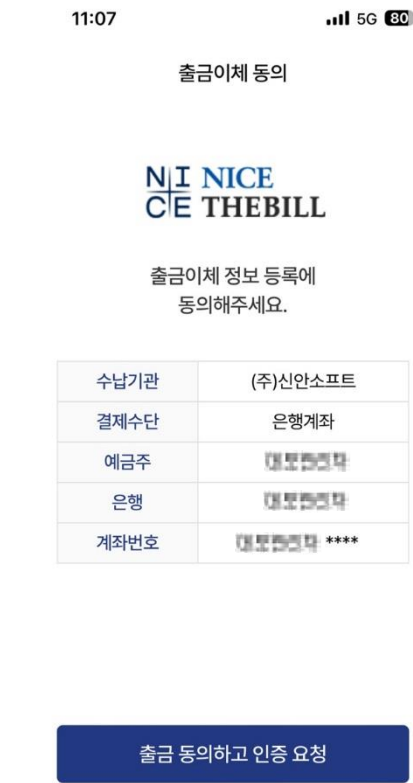 11:07
5G 80
출금이체 동의
NICE
NICE
THEBILL
출금이체 정보 등록에
동의해주세요.
수납기관 (주)신안소프트
결제수단 은행계좌
예금주
은행
계좌번호 ****
출금 동의하고 인증 요청